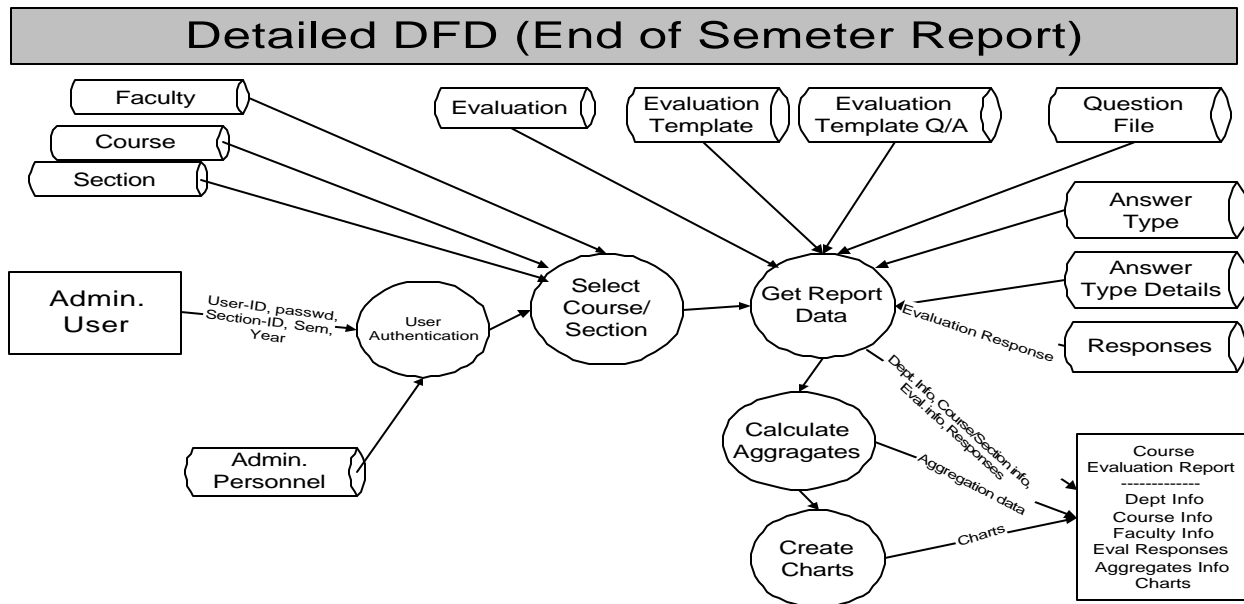 Detailed DFD (End of Semeter Report)
Faculty
Course
Section
Evaluation
Evaluation
Template
Evaluation
Template Q/A
Question
File
Answer
Type
Answer
Type Details
Responses
Admin.
User
User-ID, passwd,
Section-ID, Sem,
Year
User
Authentication
Select
Course/
Section
Get Report
Data
Evaluation Response
Admin.
Personnel
Dept. Info, Course/Section info,
Eval. info, Responses
Calculate
Aggragates
Aggregation data
Create
Charts
Charts
Course
Evaluation Report
-------------
Dept Info
Course Info
Faculty Info
Eval Responses
Aggregates Info
Charts